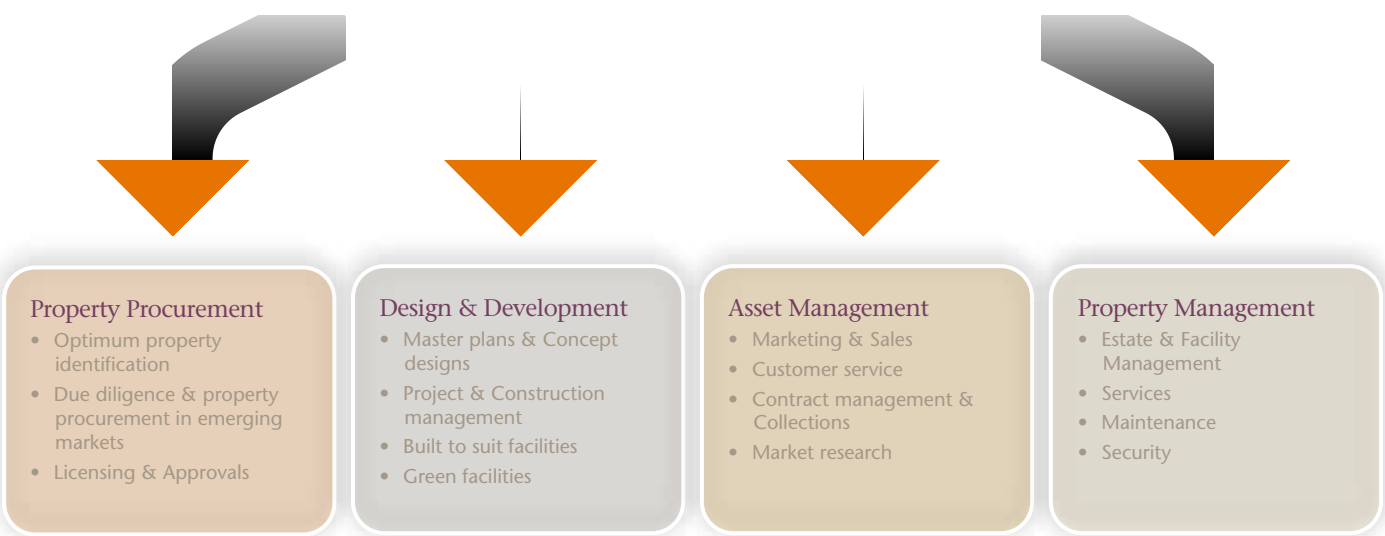 Property Procurement
• Optimum property
identification
• Due diligence & property
procurement in emerging
markets
• Licensing & Approvals
Design & Development
• Master plans & Concept
designs
• Project & Construction
management
• Built to suit facilities
• Green facilities
Asset Management
• Marketing & Sales
• Customer service
• Contract management &
Collections
• Market research
Property Management
• Estate & Facility
Management
• Services
• Maintenance
• Security